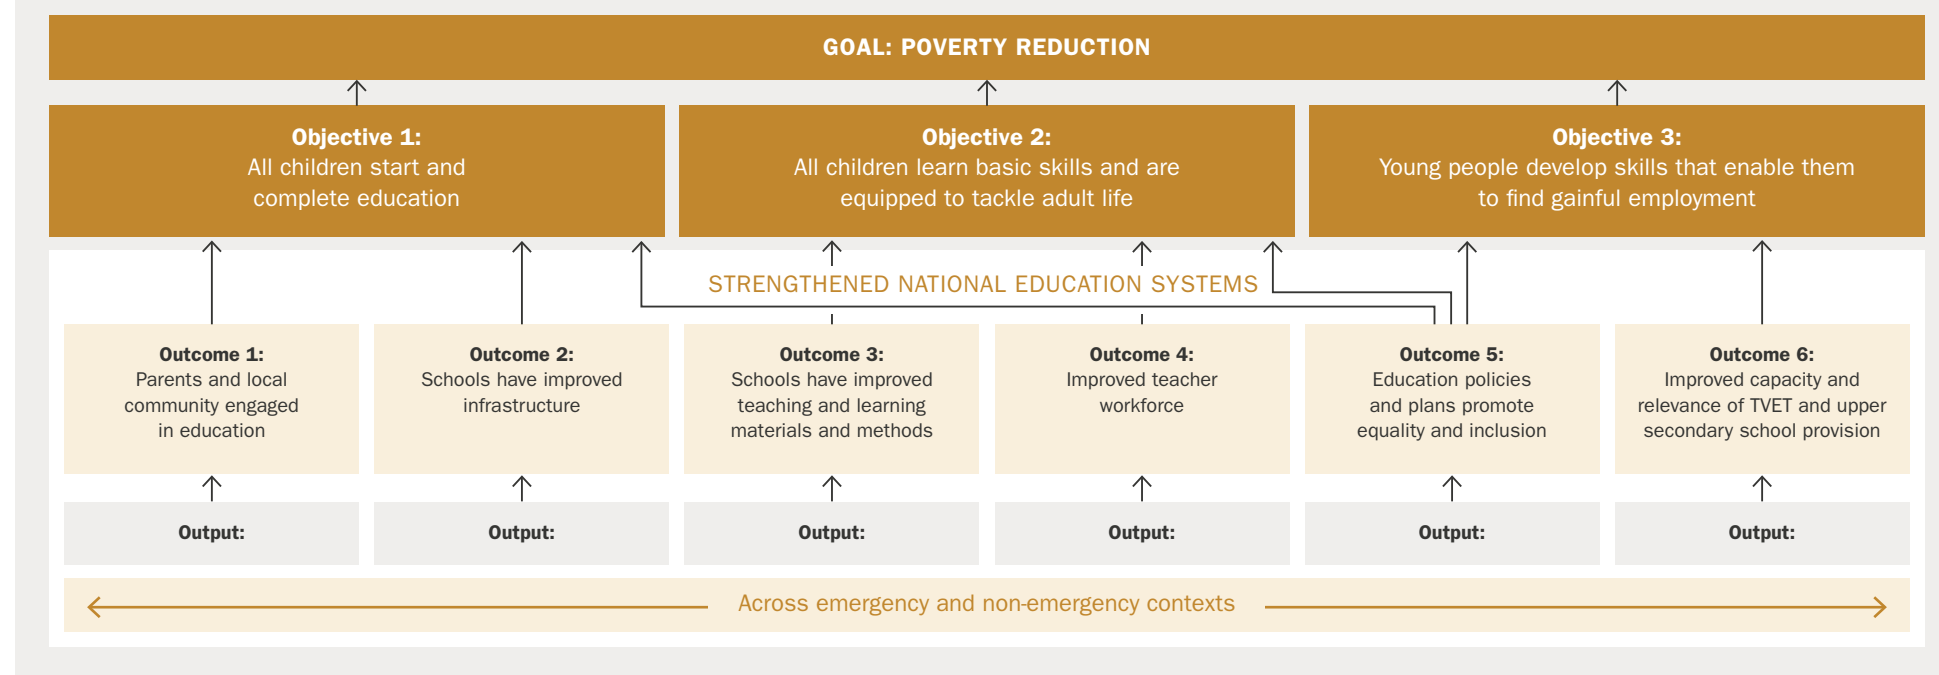 GOAL: POVERTY REDUCTION
Objective 1:
All children start and
complete education
Objective 2:
All children learn basic skills and are
equipped to tackle adult life
Objective 3:
Young people develop skills that enable them
to find gainful employment
STRENGTHENED NATIONAL EDUCATION SYSTEMS
Outcome 1:
Parents and local
community engaged
in education
Outcome 2:
Schools have improved
infrastructure
Outcome 3:
Schools have improved
teaching and learning
materials and methods
Outcome 4:
Improved teacher
workforce
Outcome 5:
Education policies
and plans promote
equality and inclusion
Outcome 6:
Improved capacity and
relevance of TVET and upper
secondary school provision
Output:
Output:
Output:
Output:
Output:
Output:
Across emergency and non-emergency contexts